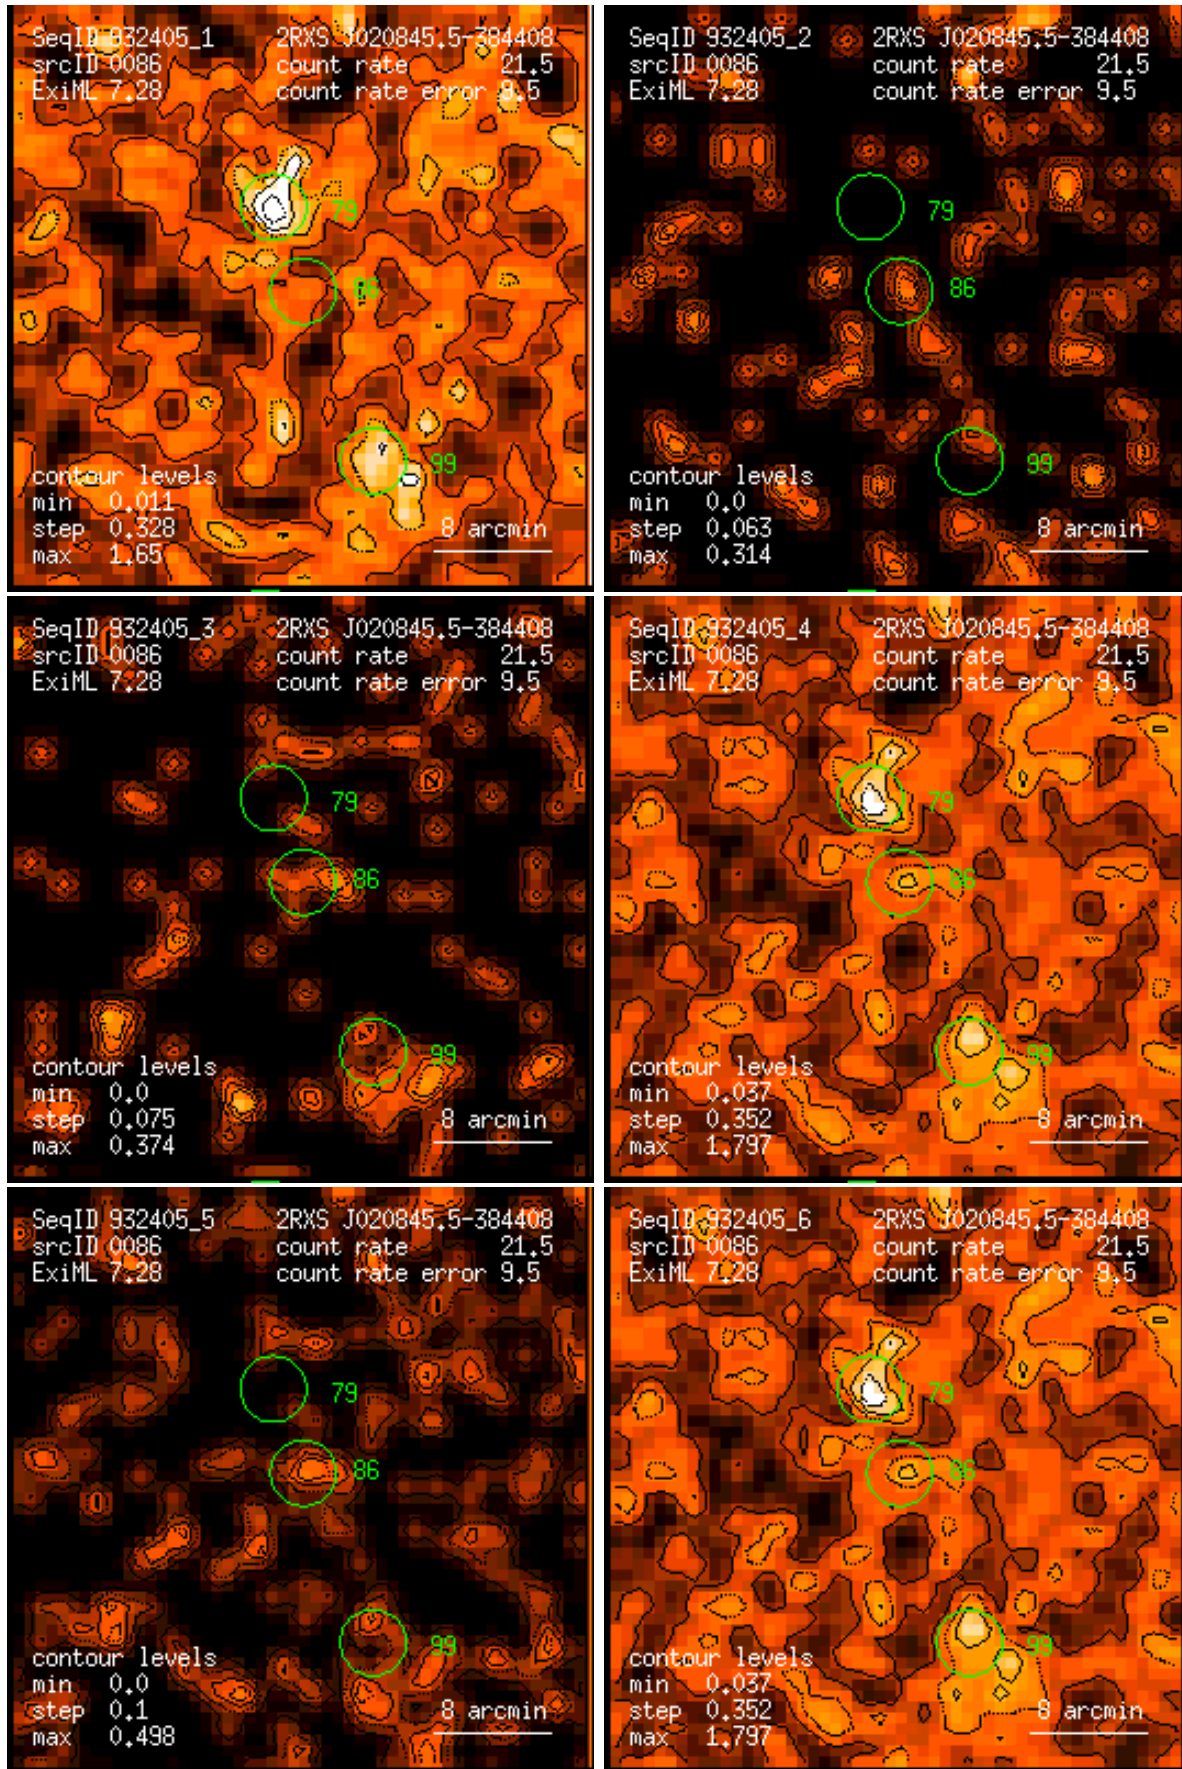 SeqID 932405_1 2RXS J020845.5-384408
srcID 0086 count rate 21.5
ExiML 7.28 count rate error 9.5
79
86
99
contour levels
min 0.011
step 0.328 8 arcmin
max 1.65
SeqID 932405_2 2RXS J020845.5-384408
srcID 0086 count rate 21.5
ExiML 7.28 count rate error 9.5
79
86
99
contour levels
min 0.0
step 0.063 8 arcmin
max 0.314
SeqID 932405_3 2RXS J020845.5-384408
srcID 0086 count rate 21.5
ExiML 7.28 count rate error 9.5
79
86
99
contour levels
min 0.0
step 0.075 8 arcmin
max 0.374
SeqID 932405_4 2RXS J020845.5-384408
srcID 0086 count rate 21.5
ExiML 7.28 count rate error 9.5
79
86
99
contour levels
min 0.037
step 0.352 8 arcmin
max 1.797
SeqID 932405_5 2RXS J020845.5-384408
srcID 0086 count rate 21.5
ExiML 7.28 count rate error 9.5
79
86
99
contour levels
min 0.0
step 0.1 8 arcmin
max 0.498
SeqID 932405_6 2RXS J020845.5-384408
srcID 0086 count rate 21.5
ExiML 7.28 count rate error 9.5
79
86
99
contour levels
min 0.037
step 0.352 8 arcmin
max 1.797